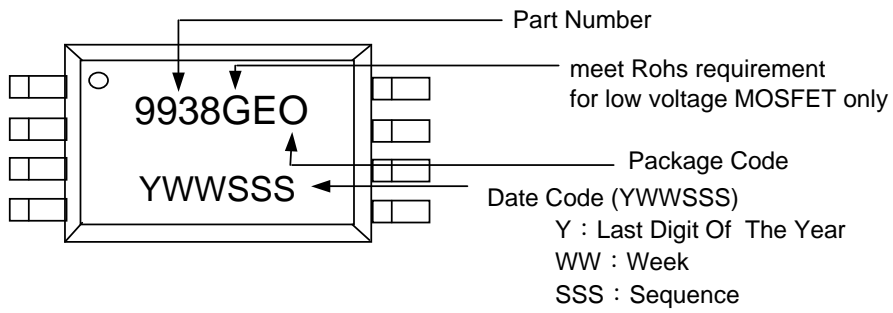 Part Number
meet Rohs requirement
for low voltage MOSFET only
9938GEO
Package Code
YWWSSS
Date Code (YWWSSS)
Y：Last Digit Of The Year
WW：Week
SSS：Sequence